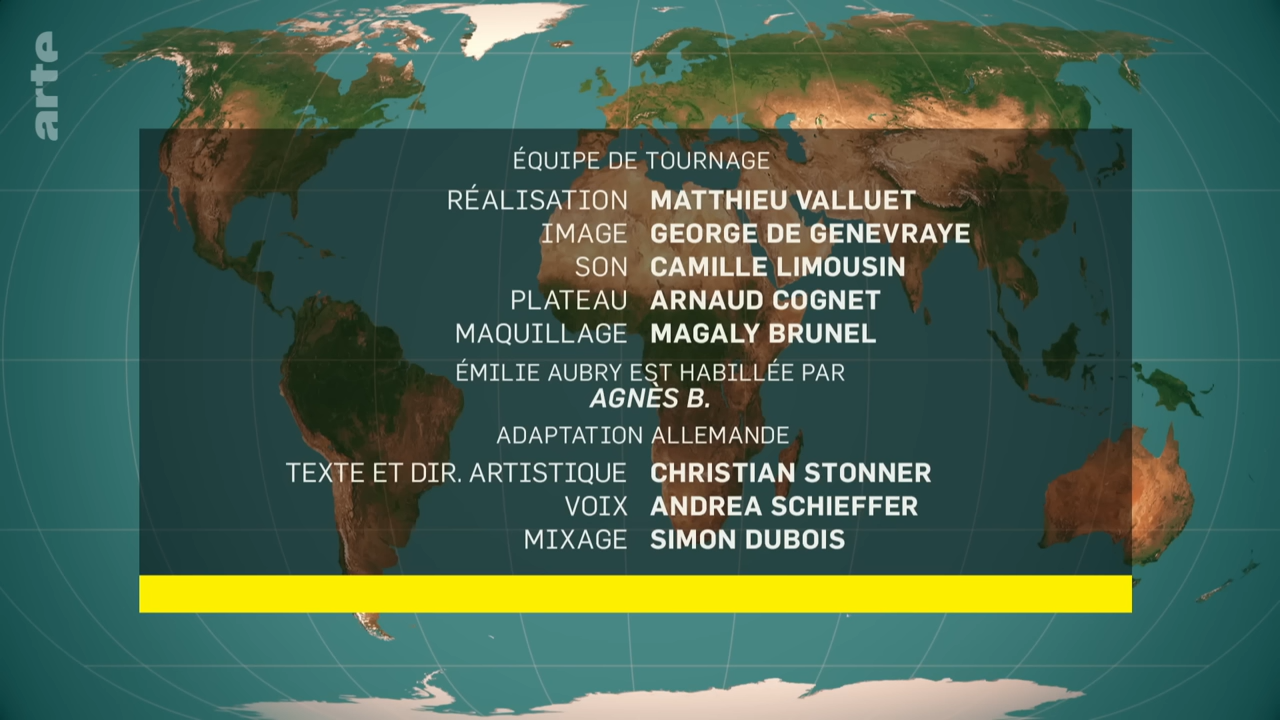 arte
ÉQUIPE DE TOURNAGE
RÉALISATION MATTHIEU VALLUET
IMAGE GEORGE DE GENEVRAYE
SON CAMILLE LIMOUSIN
PLATEAU ARNAUD COGNET
MAQUILLAGE MAGALY BRUNEL
ÉMILIE AUBRY EST HABILLÉE PAR
AGNÈS B.
ADAPTATION ALLEMANDE
TEXTE ET DIR. ARTISTIQUE CHRISTIAN STONNER
VOIX ANDREA SCHIEFFER
MIXAGE SIMON DUBOIS